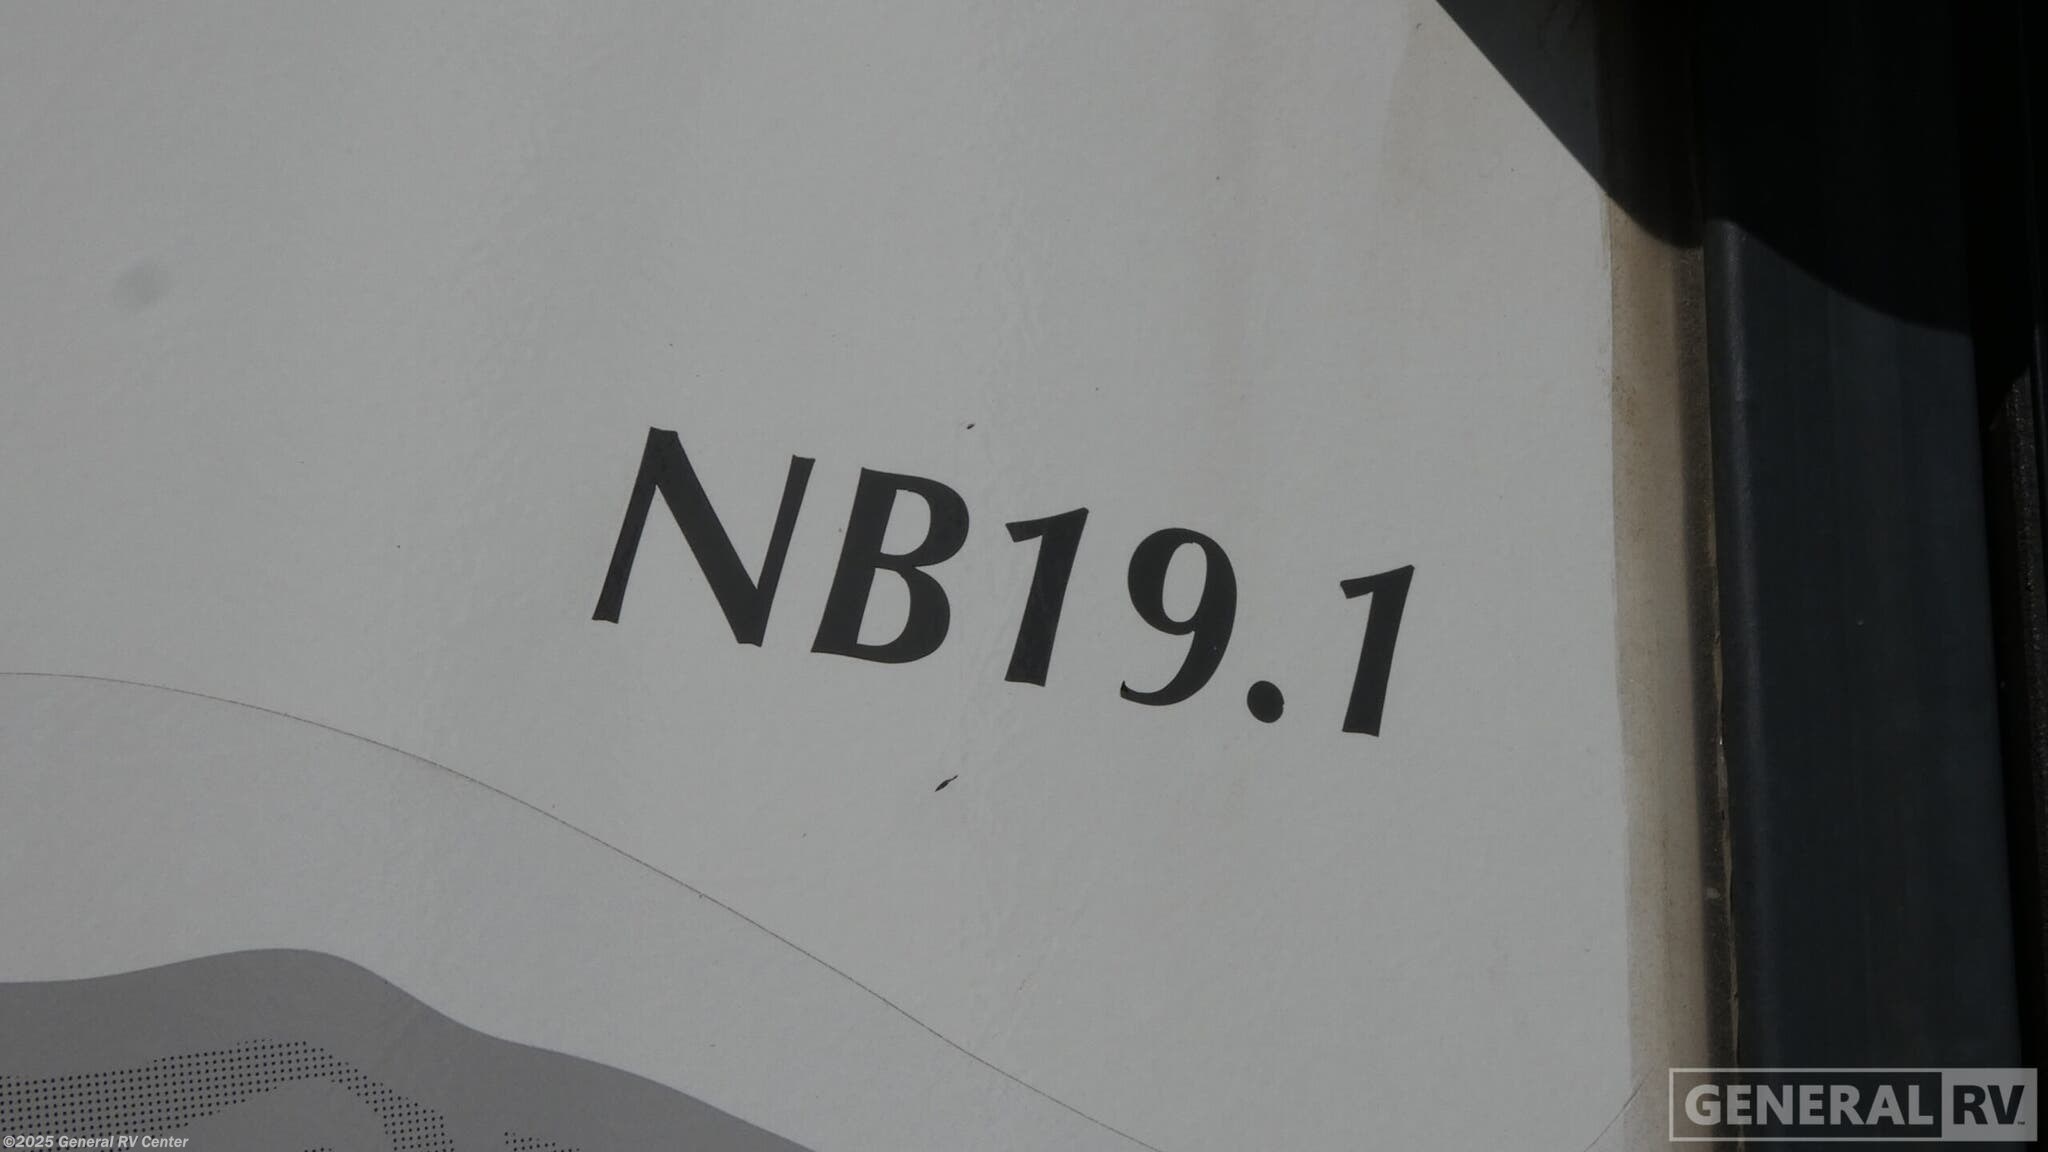 NB19.1
GENERAL RV
©2025 General RV Center